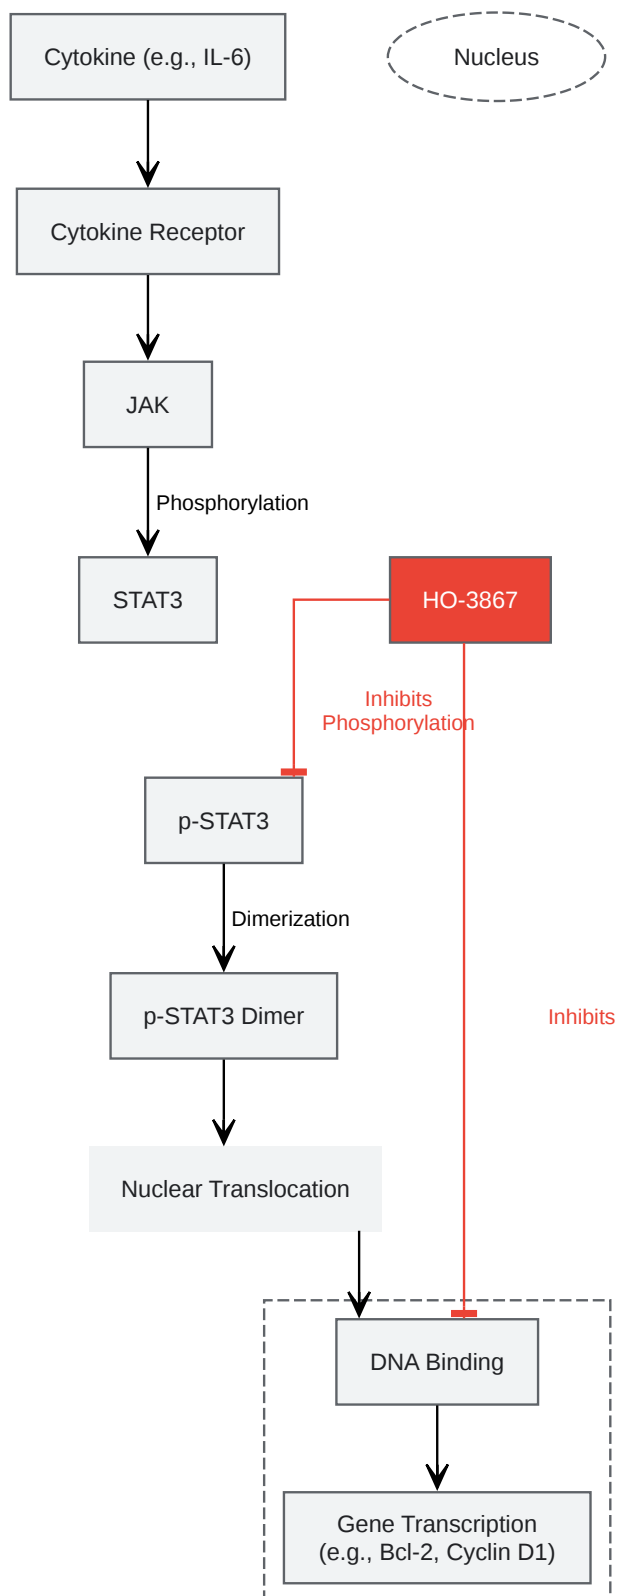 Cytokine (e.g., IL-6)
Nucleus
Cytokine Receptor
JAK
Phosphorylation
STAT3
HO-3867
Inhibits
Phosphorylation
p-STAT3
Dimerization
p-STAT3 Dimer
Inhibits
Nuclear Translocation
DNA Binding
Gene Transcription
(e.g., Bcl-2, Cyclin D1)